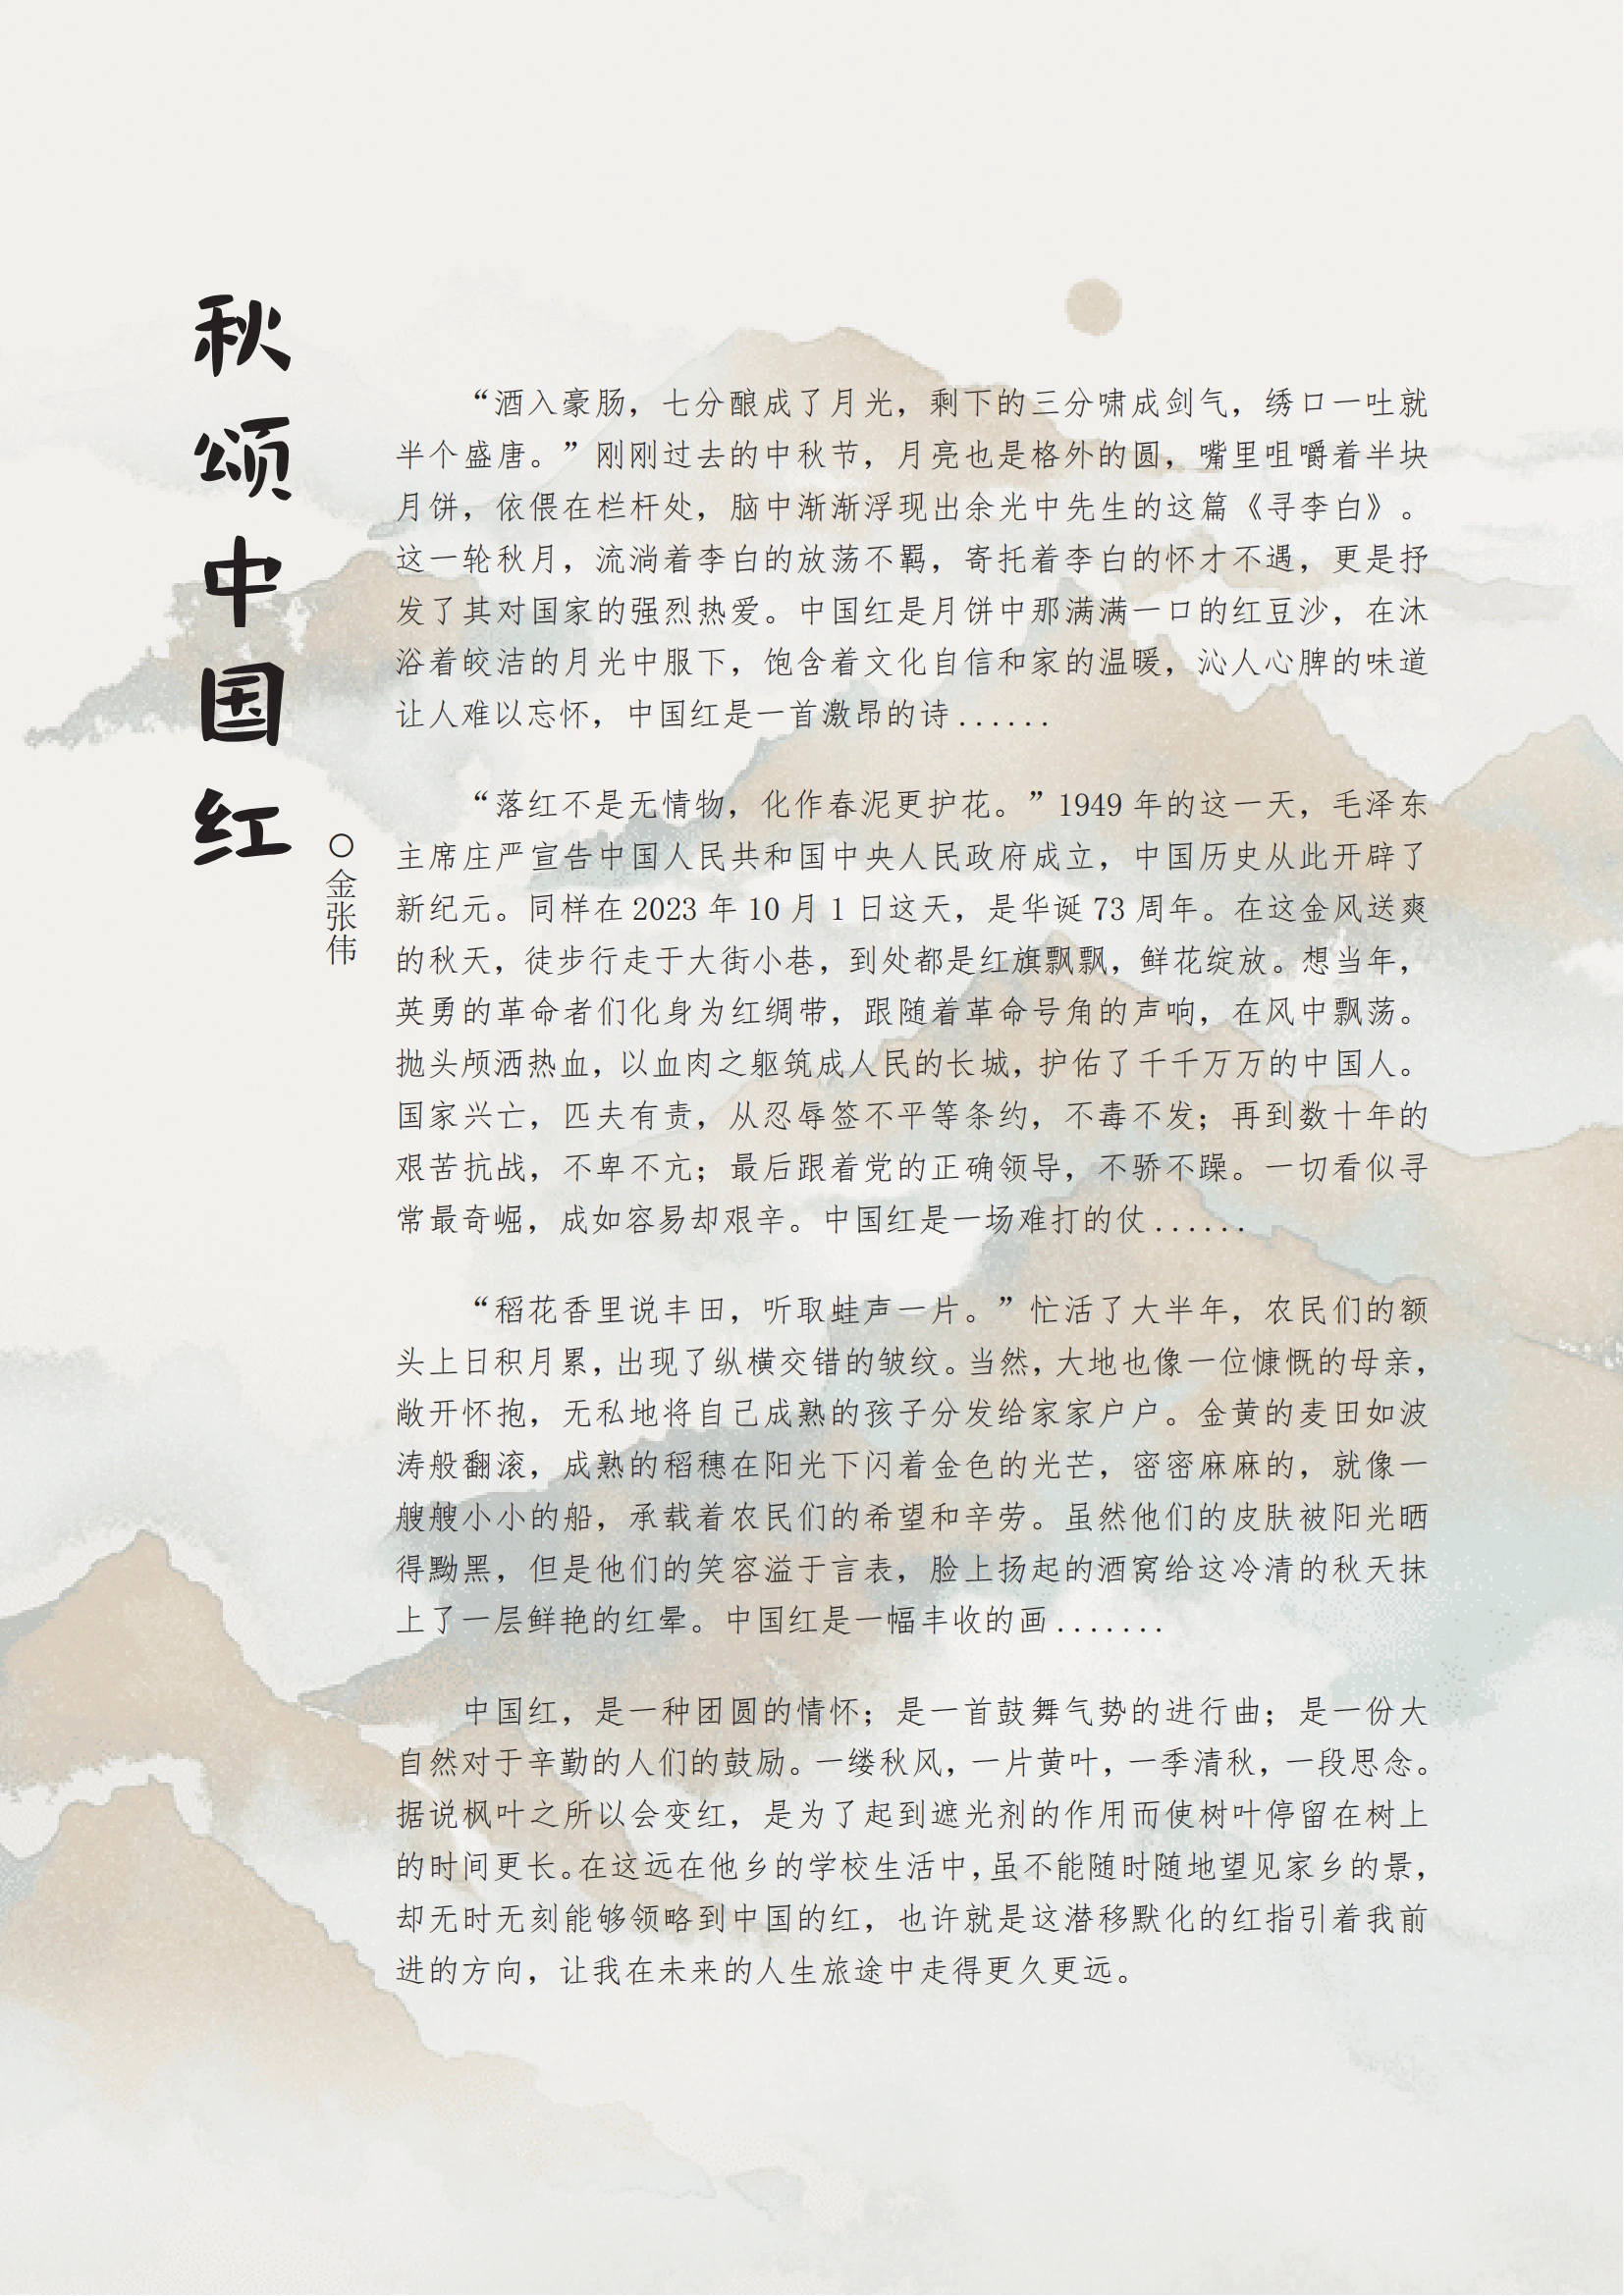 秋颂中国红
○金张伟
“酒入豪肠，七分酿成了月光，剩下的三分啸成剑气，绣口一吐就
半个盛唐。”刚刚过去的中秋节，月亮也是格外的圆，嘴里咀嚼着半块
月饼，依偎在栏杆处，脑中渐渐浮现出余光中先生的这篇《寻李白》。
这一轮秋月，流淌着李白的放荡不羁，寄托着李白的怀才不遇，更是抒
发了其对国家的强烈热爱。中国红是月饼中那满满一口的红豆沙，在沐
浴着皎洁的月光中服下，饱含着文化自信和家的温暖，沁人心脾的味道
让人难以忘怀，中国红是一首激昂的诗......
“落红不是无情物，化作春泥更护花。”1949 年的这一天，毛泽东
主席庄严宣告中国人民共和国中央人民政府成立，中国历史从此开辟了
新纪元。同样在 2023 年 10 月 1 日这天，是华诞 73 周年。在这金风送爽
的秋天，徒步行走于大街小巷，到处都是红旗飘飘，鲜花绽放。想当年，
英勇的革命者们化身为红绸带，跟随着革命号角的声响，在风中飘荡。
抛头颅洒热血，以血肉之躯筑成人民的长城，护佑了千千万万的中国人。
国家兴亡，匹夫有责，从忍辱签不平等条约，不毒不发；再到数十年的
艰苦抗战，不卑不亢；最后跟着党的正确领导，不骄不躁。一切看似寻
常最奇崛，成如容易却艰辛。中国红是一场难打的仗......
“稻花香里说丰田，听取蛙声一片。”忙活了大半年，农民们的额
头上日积月累，出现了纵横交错的皱纹。当然，大地也像一位慷慨的母亲，
敞开怀抱，无私地将自己成熟的孩子分发给家家户户。金黄的麦田如波
涛般翻滚，成熟的稻穗在阳光下闪着金色的光芒，密密麻麻的，就像一
艘艘小小的船，承载着农民们的希望和辛劳。虽然他们的皮肤被阳光晒
得黝黑，但是他们的笑容溢于言表，脸上扬起的酒窝给这冷清的秋天抹
上了一层鲜艳的红晕。中国红是一幅丰收的画.......
中国红，是一种团圆的情怀；是一首鼓舞气势的进行曲；是一份大
自然对于辛勤的人们的鼓励。一缕秋风，一片黄叶，一季清秋，一段思念。
据说枫叶之所以会变红，是为了起到遮光剂的作用而使树叶停留在树上
的时间更长。在这远在他乡的学校生活中，虽不能随时随地望见家乡的景，
却无时无刻能够领略到中国的红，也许就是这潜移默化的红指引着我前
进的方向，让我在未来的人生旅途中走得更久更远。